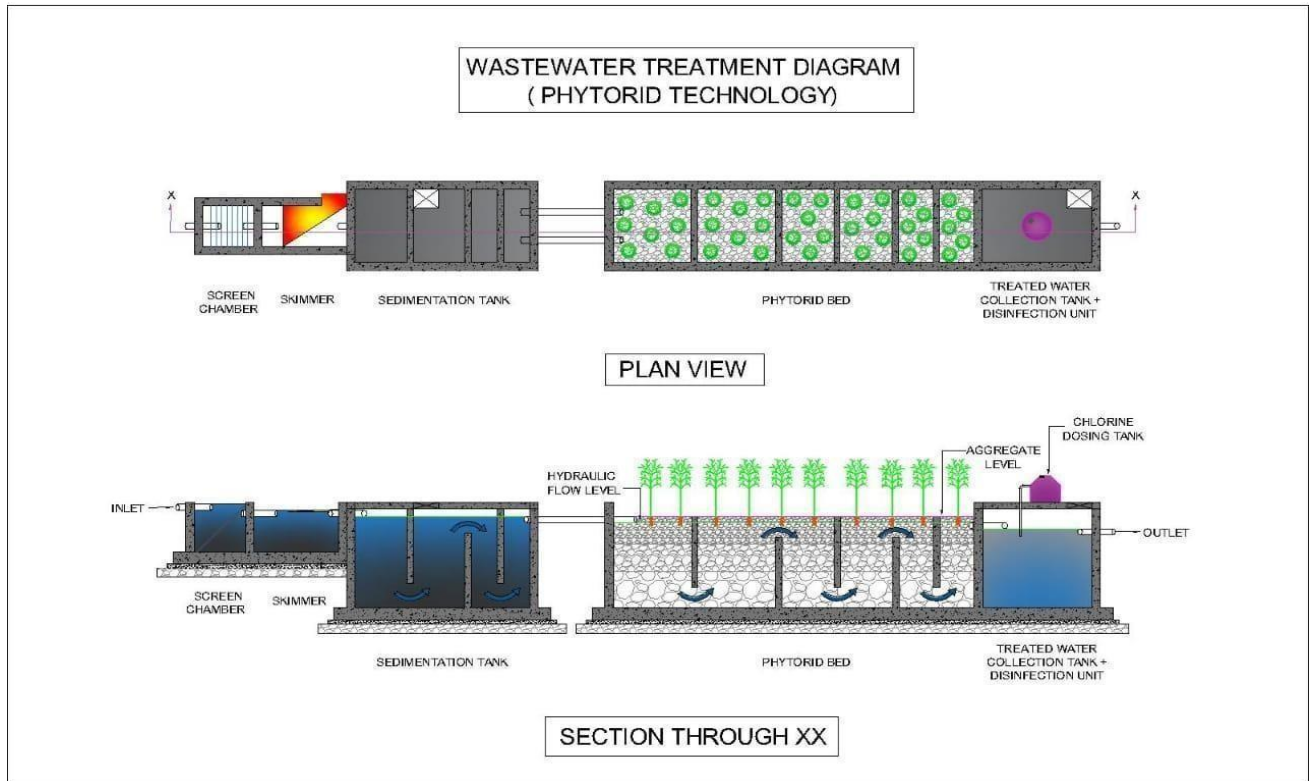 WASTEWATER TREATMENT DIAGRAM
( PHYTORID TECHNOLOGY)
X
X
SCREEN
CHAMBER
SKIMMER
SEDIMENTATION TANK
PHYTORID BED
TREATED WATER
COLLECTION TANK +
DISINFECTION UNIT
PLAN VIEW
CHLORINE
DOSING TANK
AGGREGATE
LEVEL
HYDRAULIC
FLOW LEVEL
INLET
OUTLET
SCREEN
CHAMBER
SKIMMER
SEDIMENTATION TANK
PHYTORID BED
TREATED WATER
COLLECTION TANK +
DISINFECTION UNIT
SECTION THROUGH XX